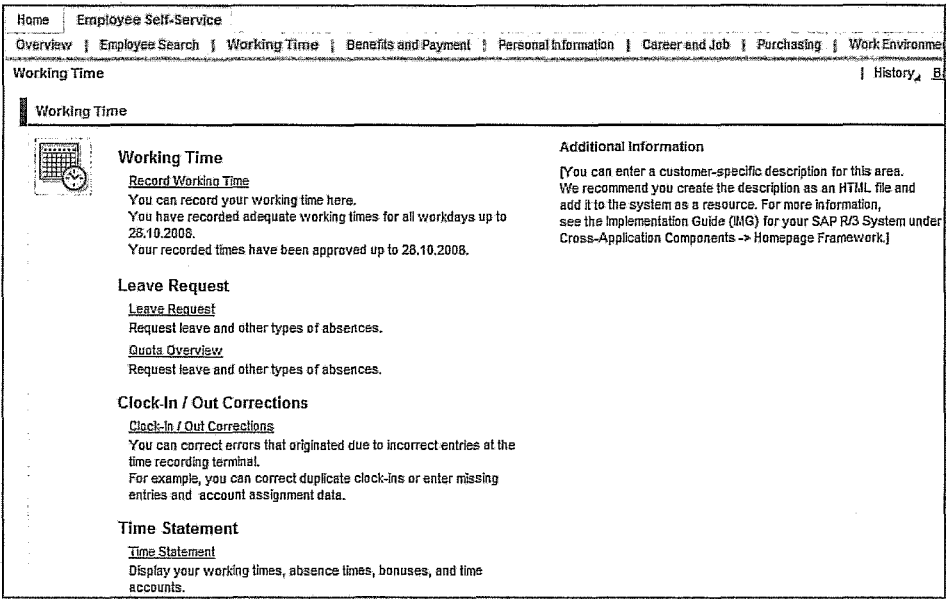 Home Employee Self-Service
Overview | Employee Search | Working Time | Benefits and Payment | Personal Information | Career and Job | Purchasing | Work Environme
Working Time | History
Working Time
Working Time
Record Working Time
You can record your working time here.
You have recorded adequate working times for all workdays up to
28.10.2008.
Your recorded times have been approved up to 28.10.2008.
Leave Request
Leave Request
Request leave and other types of absences.
Quota Overview
Request leave and other types of absences.
Clock-In / Out Corrections
Clock-In / Out Corrections
You can correct errors that originated due to incorrect entries at the
time recording terminal.
For example, you can correct duplicate clock-ins or enter missing
entries and account assignment data.
Time Statement
Time Statement
Display your working times, absence times, bonuses, and time
accounts.
Additional Information
[You can enter a customer-specific description for this area.
We recommend you create the description as an HTML file and
add it to the system as a resource. For more information,
see the Implementation Guide (IMG) for your SAP R/3 System under
Cross-Application Components -> Homepage Framework.]